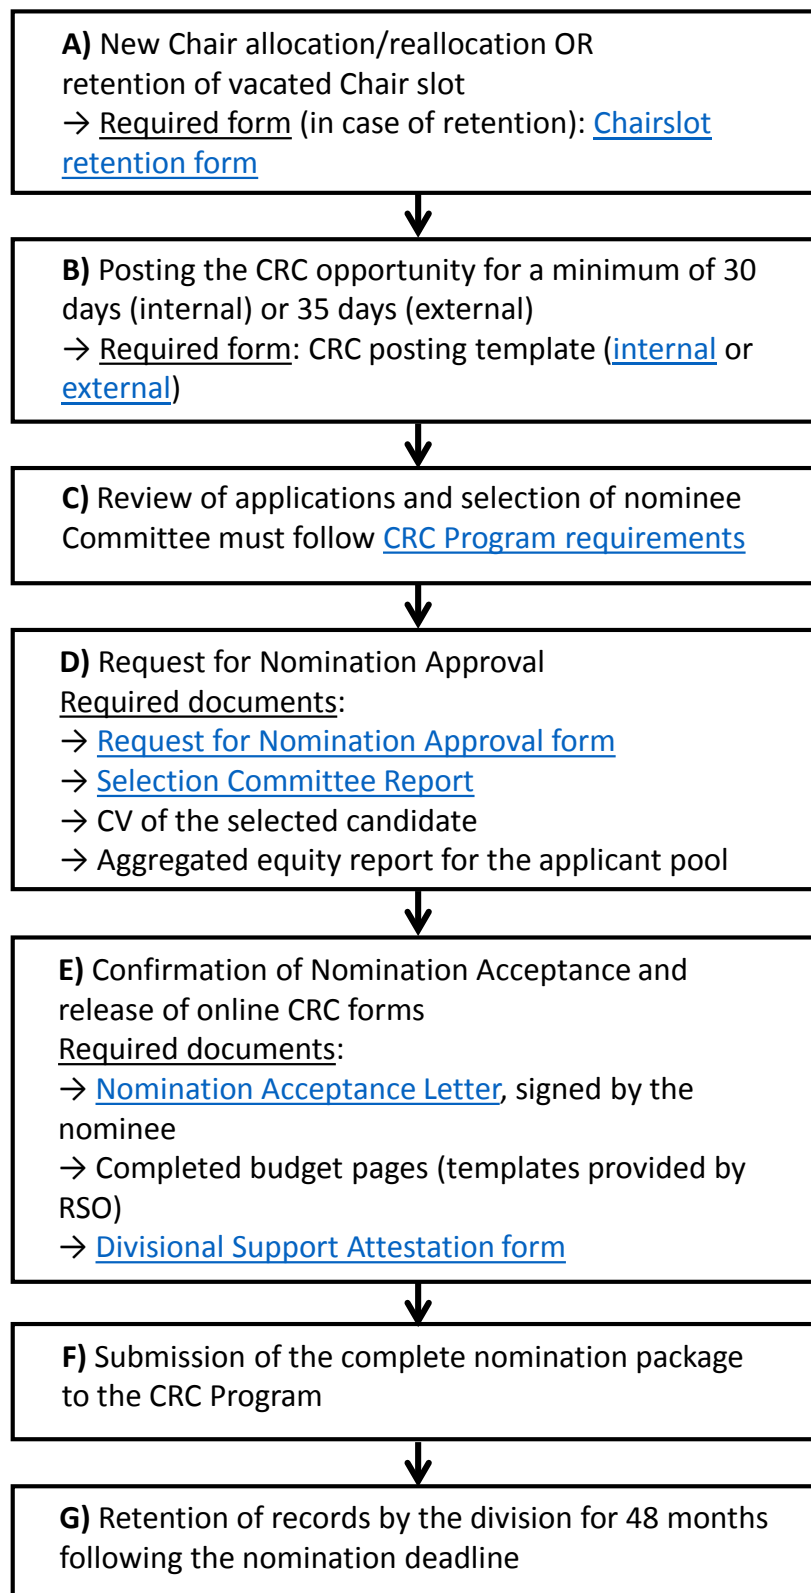 A) New Chair allocation/reallocation OR
retention of vacated Chair slot
→ Required form (in case of retention): Chairslot
retention form
B) Posting the CRC opportunity for a minimum of 30
days (internal) or 35 days (external)
→ Required form: CRC posting template (internal or
external)
C) Review of applications and selection of nominee
Committee must follow CRC Program requirements
D) Request for Nomination Approval
Required documents:
→ Request for Nomination Approval form
→ Selection Committee Report
→ CV of the selected candidate
→ Aggregated equity report for the applicant pool
E) Confirmation of Nomination Acceptance and
release of online CRC forms
Required documents:
→ Nomination Acceptance Letter, signed by the
nominee
→ Completed budget pages (templates provided by
RSO)
→ Divisional Support Attestation form
F) Submission of the complete nomination package
to the CRC Program
G) Retention of records by the division for 48 months
following the nomination deadline